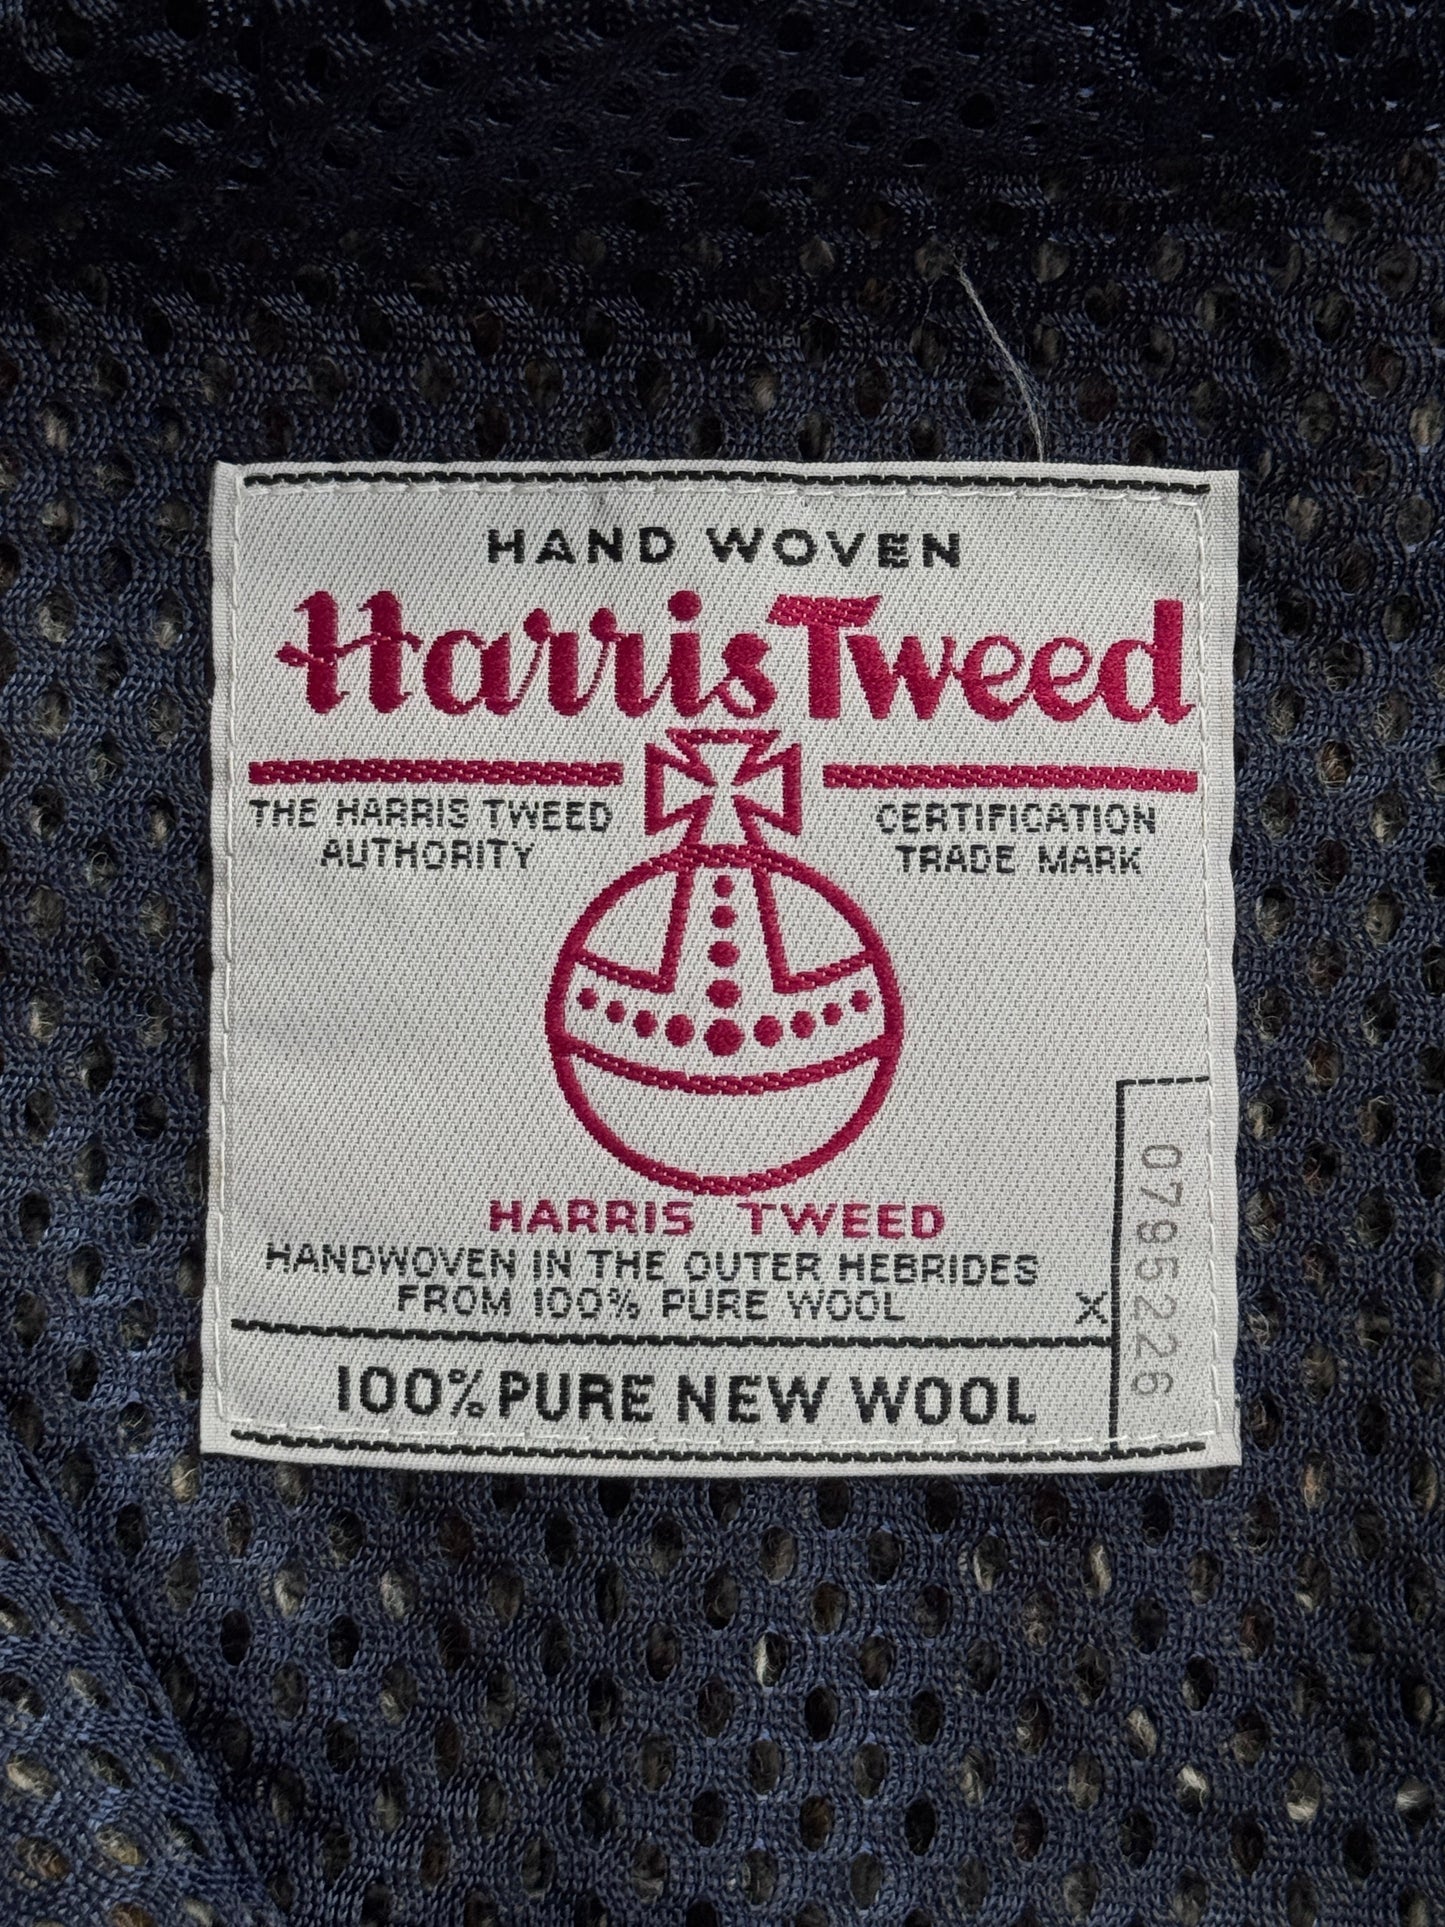 HAND WOVEN
Harris Tweed
THE HARRIS TWEED
AUTHORITY
CERTIFICATION
TRADE MARK
HARRIS TWEED
HANDWOVEN IN THE OUTER HEBRIDES
FROM 100% PURE WOOL
X
100% PURE NEW WOOL
0795226